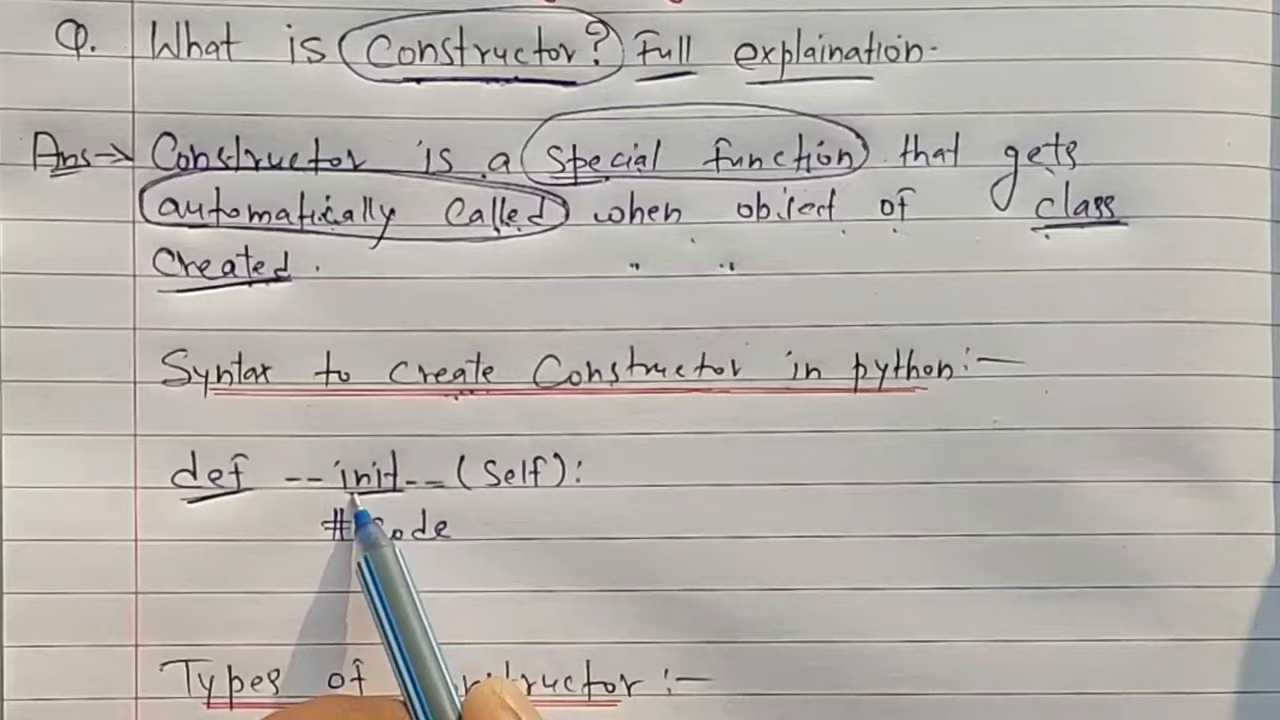 Q. What is Constructor? Full explaination.
Ans→ Constructor is a special function that gets
automatically called when object of class
Created.
Syntax to create Constructor in python:-
def __init__(self):
# code
Types of :-